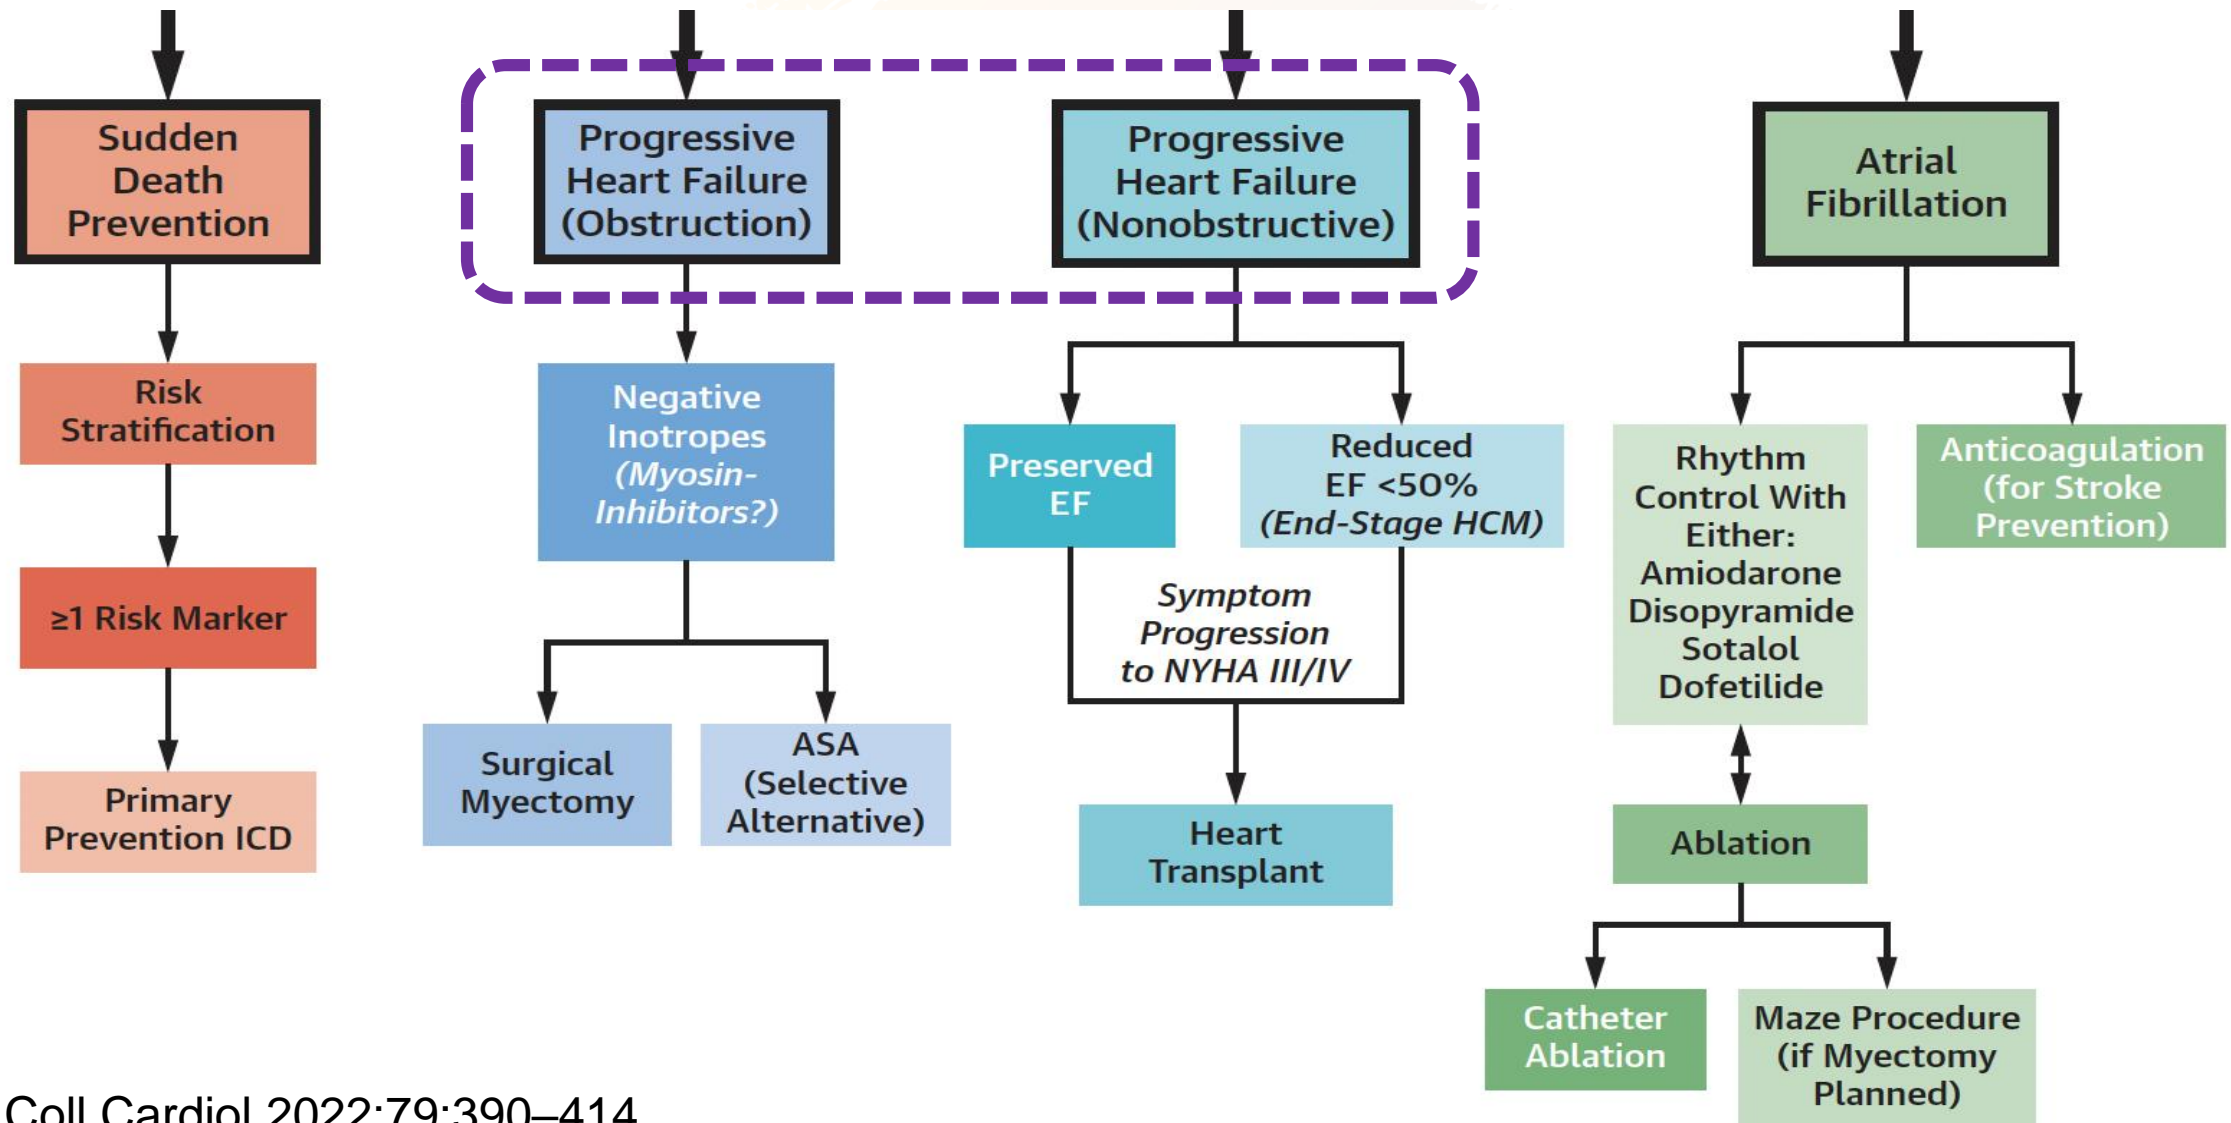 Sudden
Death
Prevention
Progressive
Heart Failure
(Obstruction)
Progressive
Heart Failure
(Nonobstructive)
Atrial
Fibrillation
Risk
Stratification
≥1 Risk Marker
Primary
Prevention ICD
Negative
Inotropes
(Myosin-
Inhibitors?)
Surgical
Myectomy
ASA
(Selective
Alternative)
Preserved
EF
Reduced
EF <50%
(End-Stage HCM)
Symptom
Progression
to NYHA III/IV
Heart
Transplant
Rhythm
Control With
Either:
Amiodarone
Disopyramide
Sotalol
Dofetilide
Anticoagulation
(for Stroke
Prevention)
Ablation
Catheter
Ablation
Maze Procedure
(if Myectomy
Planned)
Coll Cardiol 2022;79:390–414